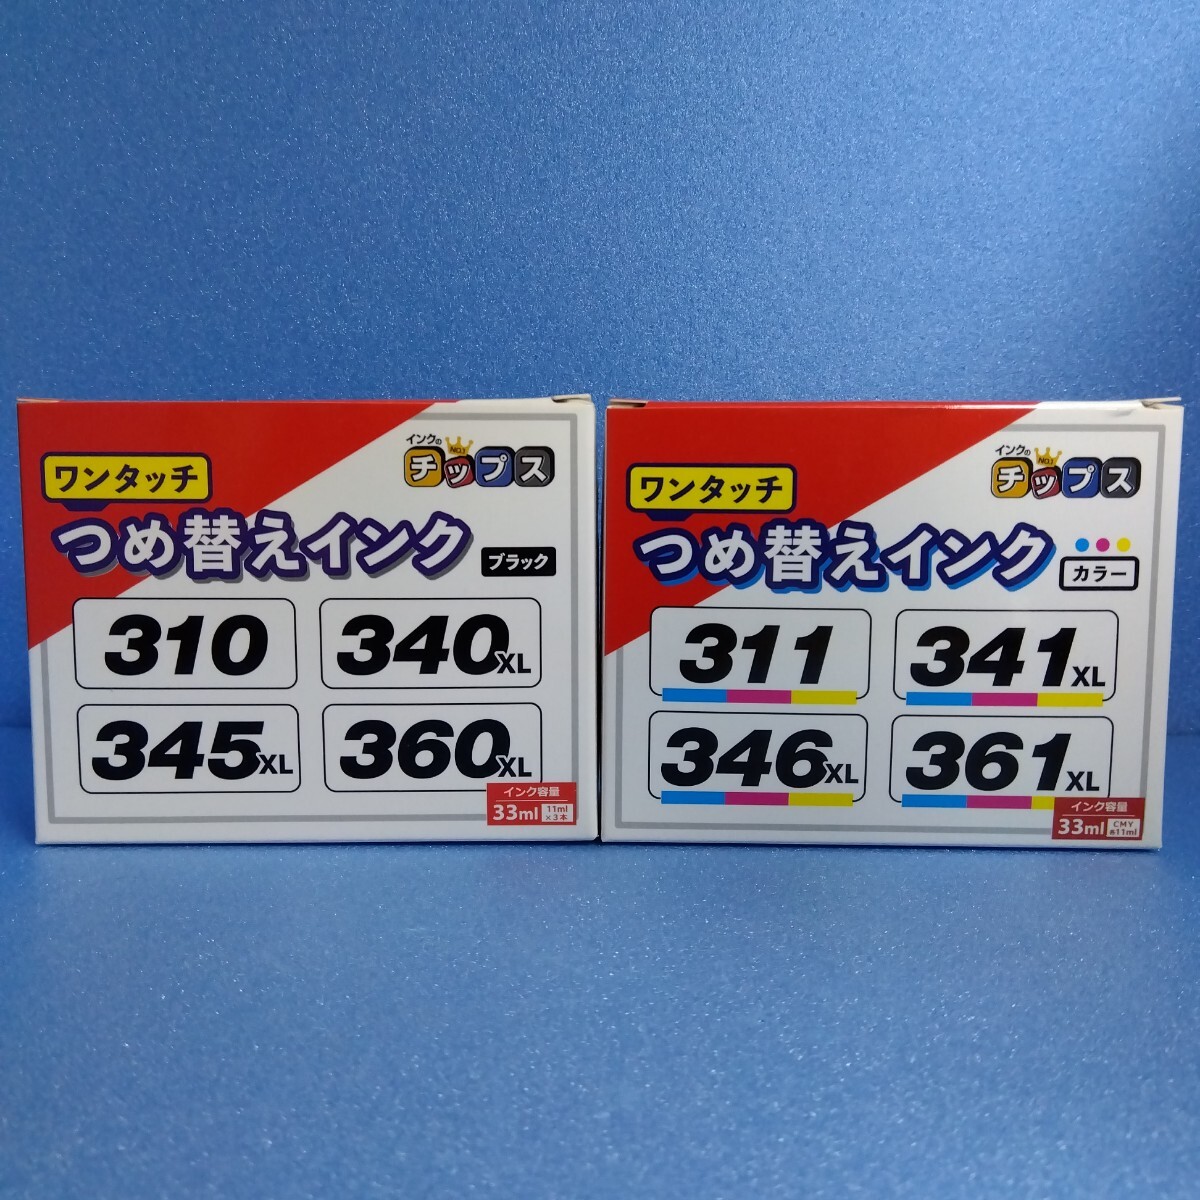 インクの
NO.1
チップス
ワンタッチ
つめ替えインク
ブラック
310
340XL
345XL
360XL
インク容量
33ml
11ml
×3本
インクの
NO.1
チップス
ワンタッチ
つめ替えインク
カラー
311
341XL
346XL
361XL
インク容量
33ml
CMY
各11ml